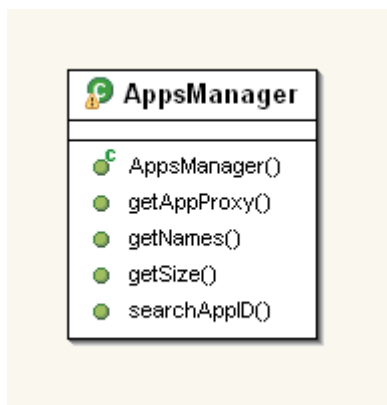 C AppsManager
C AppsManager()
getAppProxy()
getNames()
getSize()
searchAppID()